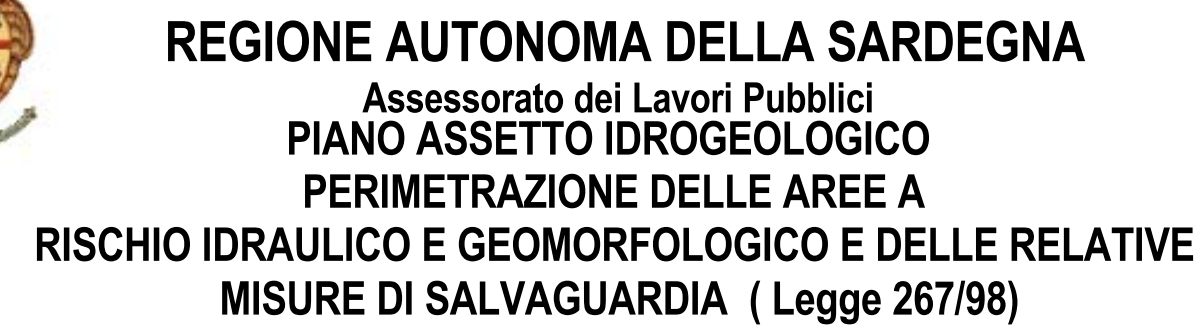 REGIONE AUTONOMA DELLA SARDEGNA
Assessorato dei Lavori Pubblici
PIANO ASSETTO IDROGEOLOGICO
PERIMETRAZIONE DELLE AREE A
RISCHIO IDRAULICO E GEOMORFOLOGICO E DELLE RELATIVE
MISURE DI SALVAGUARDIA ( Legge 267/98)